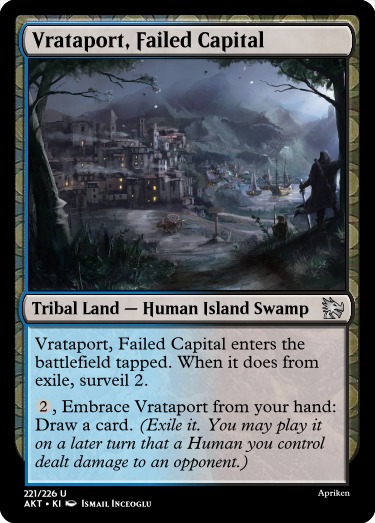 Vrataport, Failed Capital
Tribal Land — Human Island Swamp
Vrataport, Failed Capital enters the
battlefield tapped. When it does from
exile, surveil 2.
2, Embrace Vrataport from your hand:
Draw a card. (Exile it. You may play it
on a later turn that a Human you control
dealt damage to an opponent.)
221/226 U
Apriken
AKT • KI Ismail Inceoglu